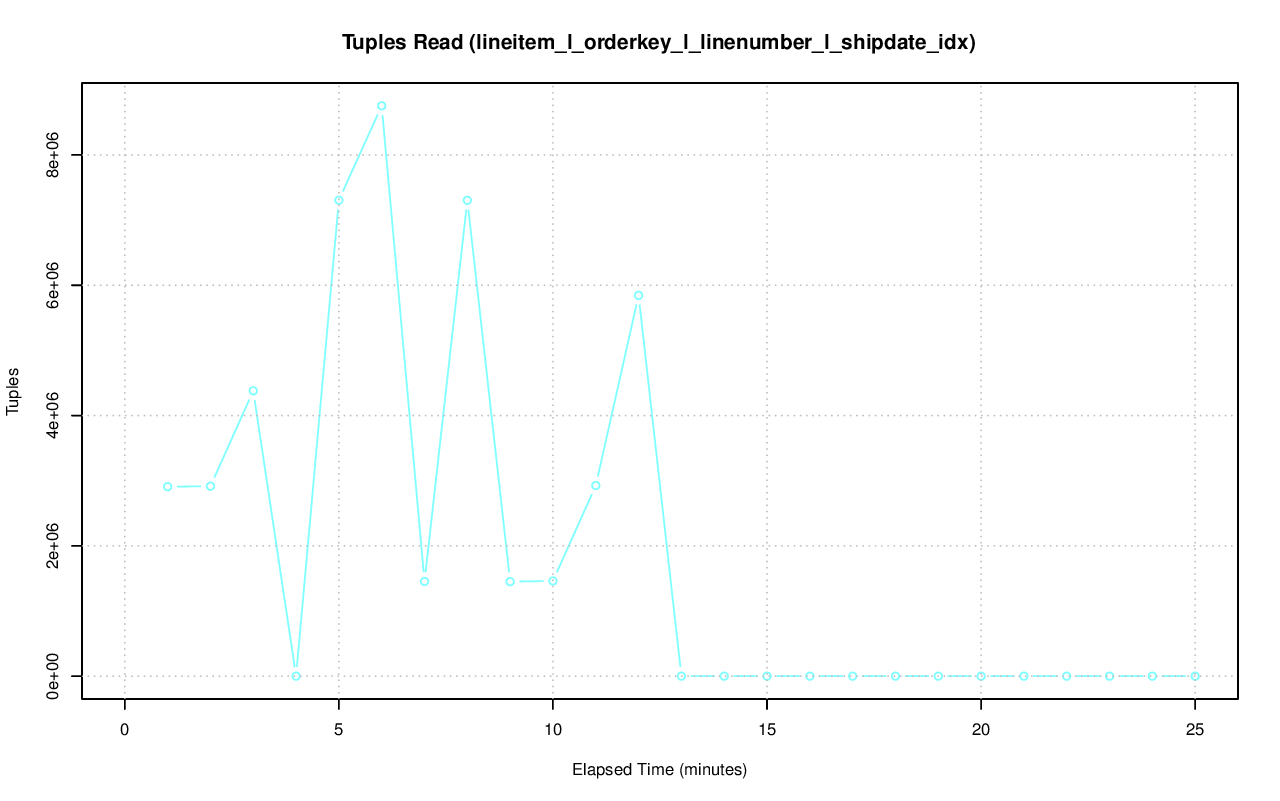 Tuples Read (lineitem_l_orderkey_l_linenumber_l_shipdate_idx)
Tuples
8e+06
6e+06
4e+06
2e+06
0e+00
0 5 10 15 20 25
Elapsed Time (minutes)